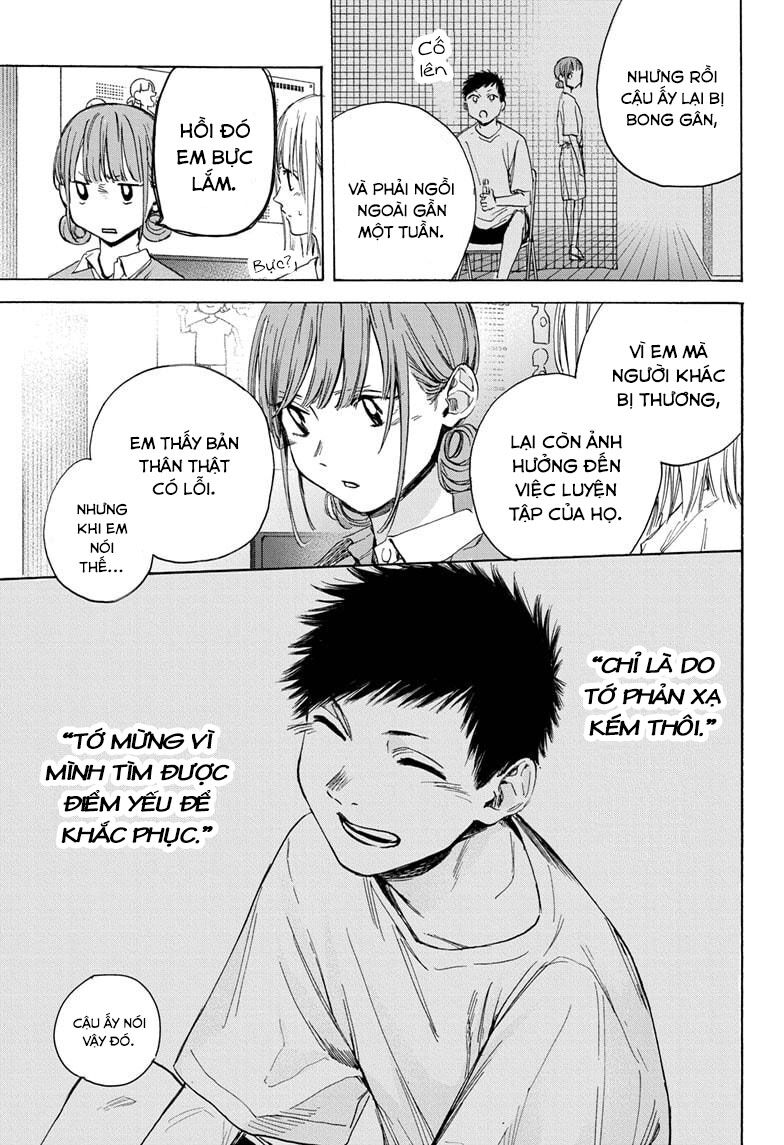 NHƯNG RỒI
CẬU ẤY LẠI BỊ
BONG GÂN,
Cố
lên
VÀ PHẢI NGỒI
NGOÀI GẦN
MỘT TUẦN.
HỒI ĐÓ
EM BỰC
LẮM.
Bực?
VÌ EM MÀ
NGƯỜI KHÁC
BỊ THƯƠNG,
LẠI CÒN ẢNH
HƯỞNG ĐẾN
VIỆC LUYỆN
TẬP CỦA HỌ.
EM THẤY BẢN
THÂN THẬT
CÓ LỖI.
NHƯNG
KHI EM
NÓI
THẾ...
“CHỈ LÀ DO
TỚ PHẢN XẠ
KÉM THÔI.”
“TỚ MỪNG VÌ
MÌNH TÌM ĐƯỢC
ĐIỂM YẾU ĐỂ
KHẮC PHỤC.”
CẬU ẤY NÓI
VẬY ĐÓ.